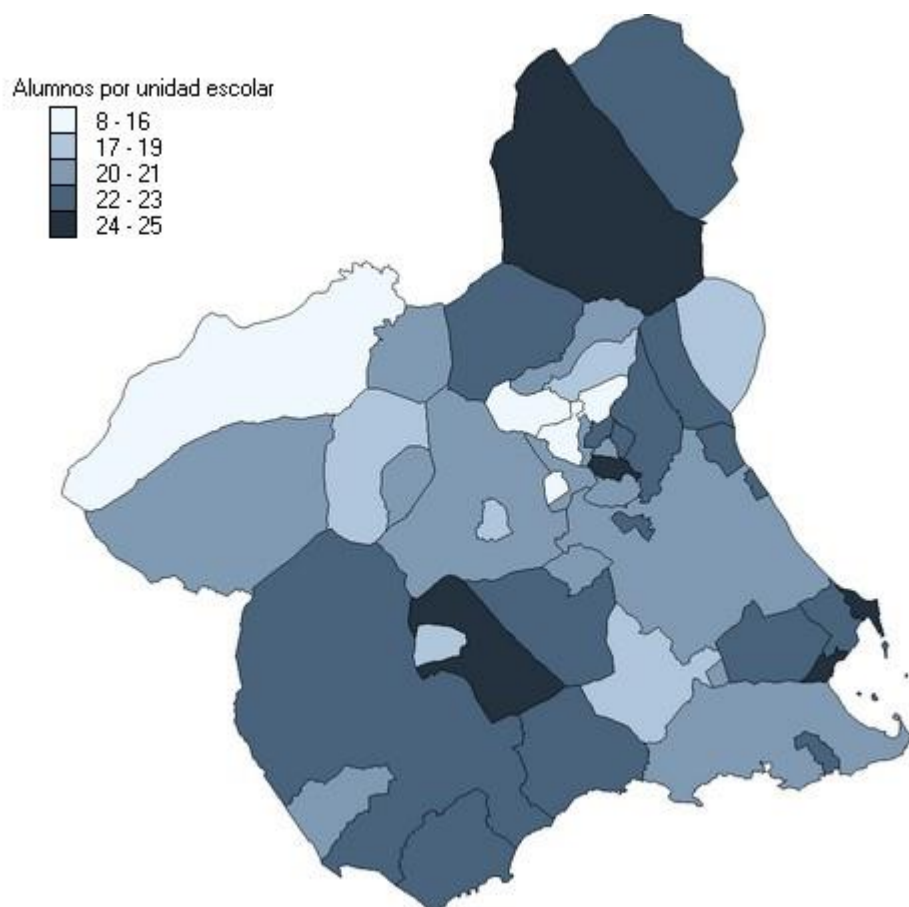 Alumnos por unidad escolar
8 - 16
17 - 19
20 - 21
22 - 23
24 - 25